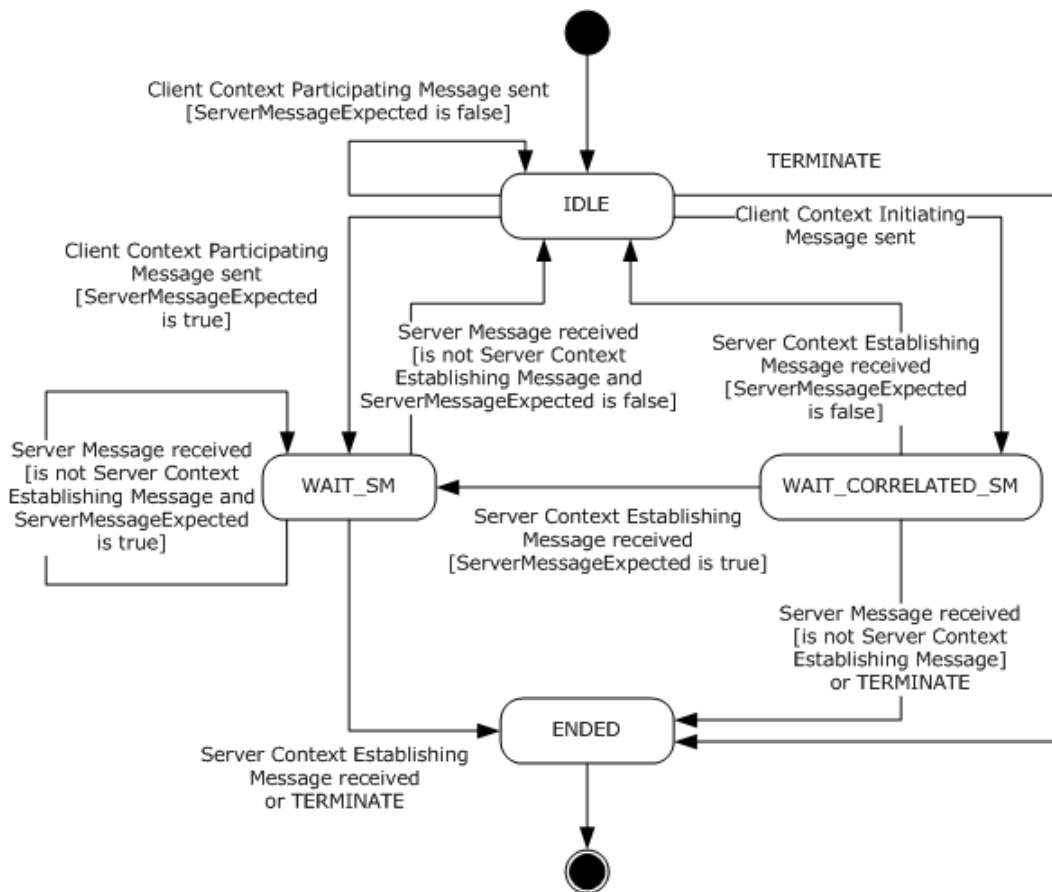 Client Context Participating Message sent
[ServerMessageExpected is false]
TERMINATE
IDLE
Client Context Initiating
Message sent
Client Context Participating
Message sent
[ServerMessageExpected
is true]
Server Message received
[is not Server Context
Establishing Message and
ServerMessageExpected is false]
Server Context Establishing
Message received
[ServerMessageExpected
is false]
Server Message received
[is not Server Context
Establishing Message and
ServerMessageExpected
is true]
WAIT_SM
WAIT_CORRELATED_SM
Server Context Establishing
Message received
[ServerMessageExpected is true]
Server Message received
[is not Server Context
Establishing Message]
or TERMINATE
ENDED
Server Context Establishing
Message received
or TERMINATE